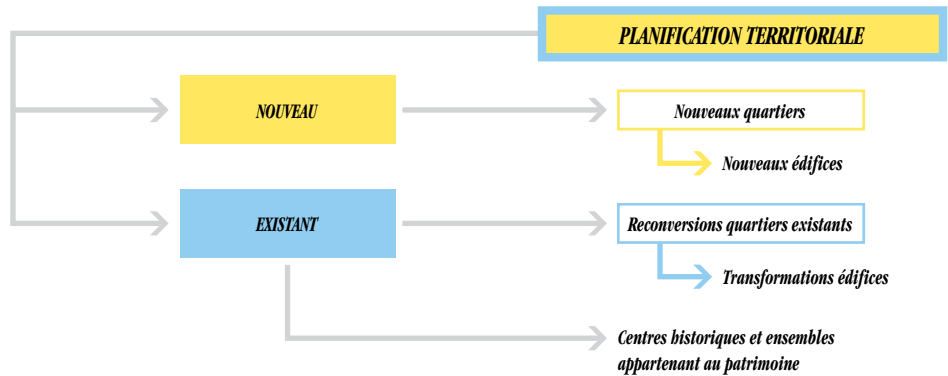 PLANIFICATION TERRITORIALE
NOUVEAU
Nouveaux quartiers
Nouveaux édifices
EXISTANT
Reconversions quartiers existants
Transformations édifices
Centres historiques et ensembles
appartenant au patrimoine